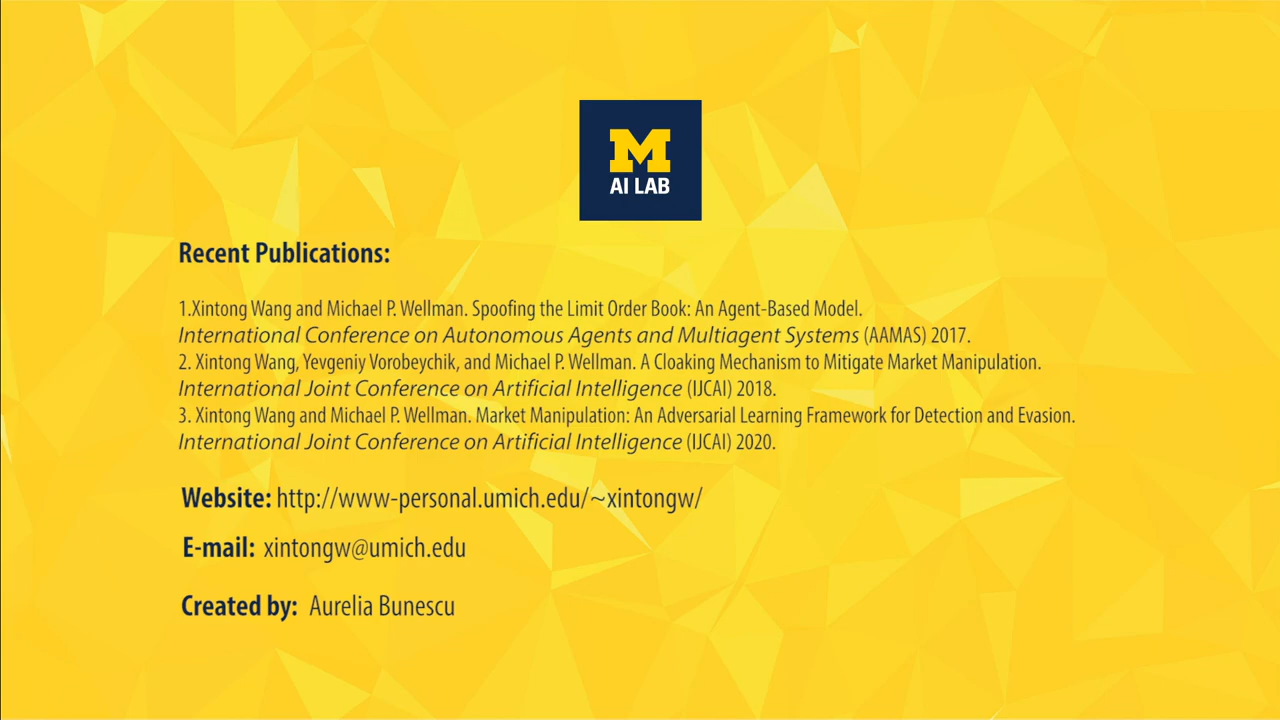 M
AI LAB
Recent Publications:
1.Xintong Wang and Michael P. Wellman. Spoofing the Limit Order Book: An Agent-Based Model.
International Conference on Autonomous Agents and Multiagent Systems (AAMAS) 2017.
2. Xintong Wang, Yevgeniy Vorobeychik, and Michael P. Wellman. A Cloaking Mechanism to Mitigate Market Manipulation.
International Joint Conference on Artificial Intelligence (IJCAI) 2018.
3. Xintong Wang and Michael P. Wellman. Market Manipulation: An Adversarial Learning Framework for Detection and Evasion.
International Joint Conference on Artificial Intelligence (IJCAI) 2020.
Website: http://www-personal.umich.edu/~xintongw/
E-mail: xintongw@umich.edu
Created by: Aurelia Bunescu